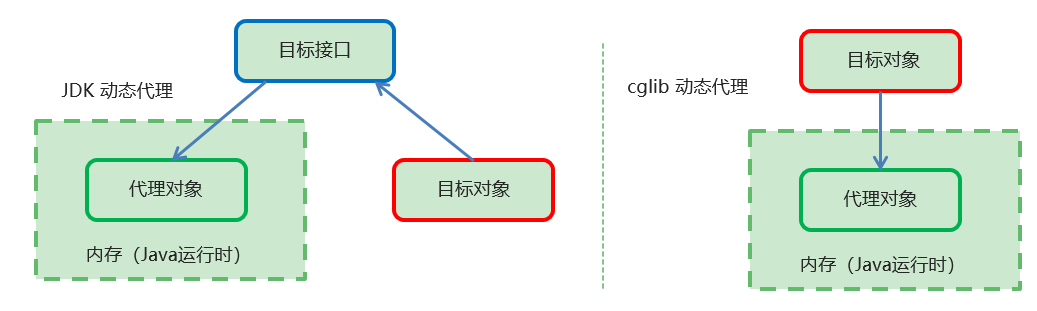 目标接口
JDK 动态代理
代理对象
目标对象
内存（Java运行时）
目标对象
cglib 动态代理
代理对象
内存（Java运行时）